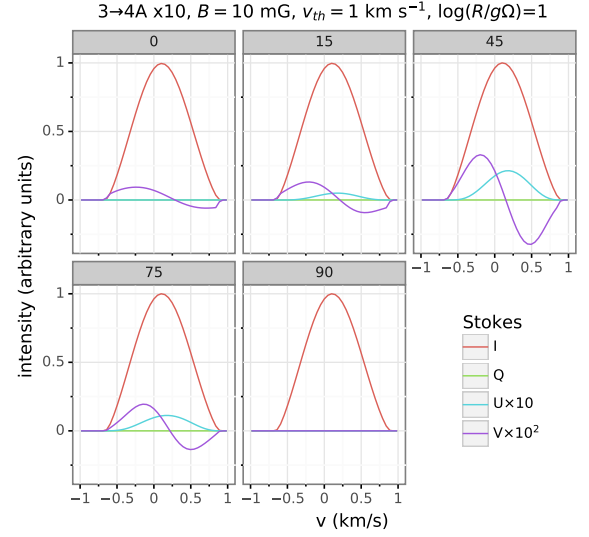 3→4A x10, B = 10 mG, v_th = 1 km s⁻¹, log(R/gΩ)=1
0 15 45
1
0.5
0
−1 −0.5 0 0.5 1
75 90
1
0.5
0
−1 −0.5 0 0.5 1 −1 −0.5 0 0.5 1
intensity (arbitrary units)
v (km/s)
Stokes
I
Q
U×10
V×10²